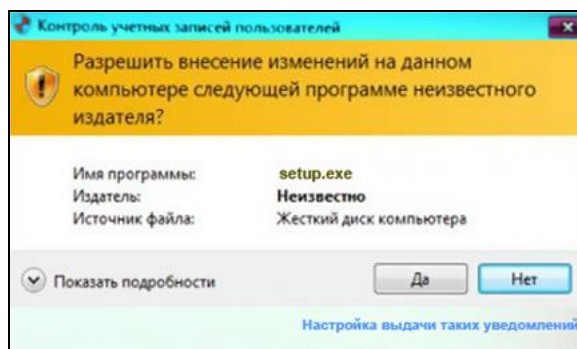 Контроль учетных записей пользователей
Разрешить внесение изменений на данном
компьютере следующей программе неизвестного
издателя?
Имя программы: setup.exe
Издатель: Неизвестно
Источник файла: Жесткий диск компьютера
Показать подробности Да Нет
Настройка выдачи таких уведомлений